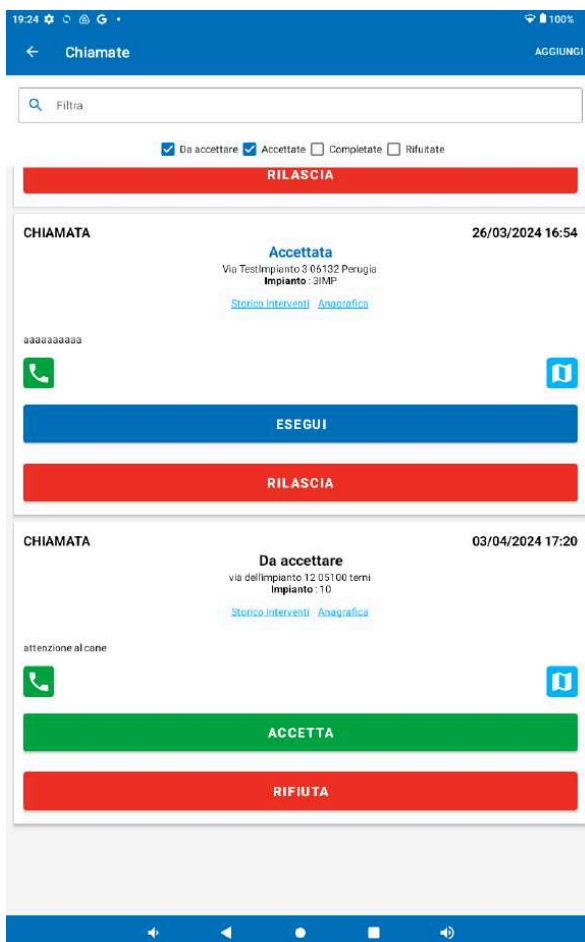 19:24 G 100%
Chiamate AGGIUNGI
Filtra
Da accettare Accettate Completate Rifiutate
RILASCIA
CHIAMATA 26/03/2024 16:54
Accettata
Via TestImpianto 3 06132 Perugia
Impianto : 3IMP
Storico Interventi Anagrafica
aaaaaaaaaa
ESEGUI
RILASCIA
CHIAMATA 03/04/2024 17:20
Da accettare
via dell'impianto 12 05100 terni
Impianto : 10
Storico Interventi Anagrafica
attenzione al cane
ACCETTA
RIFIUTA